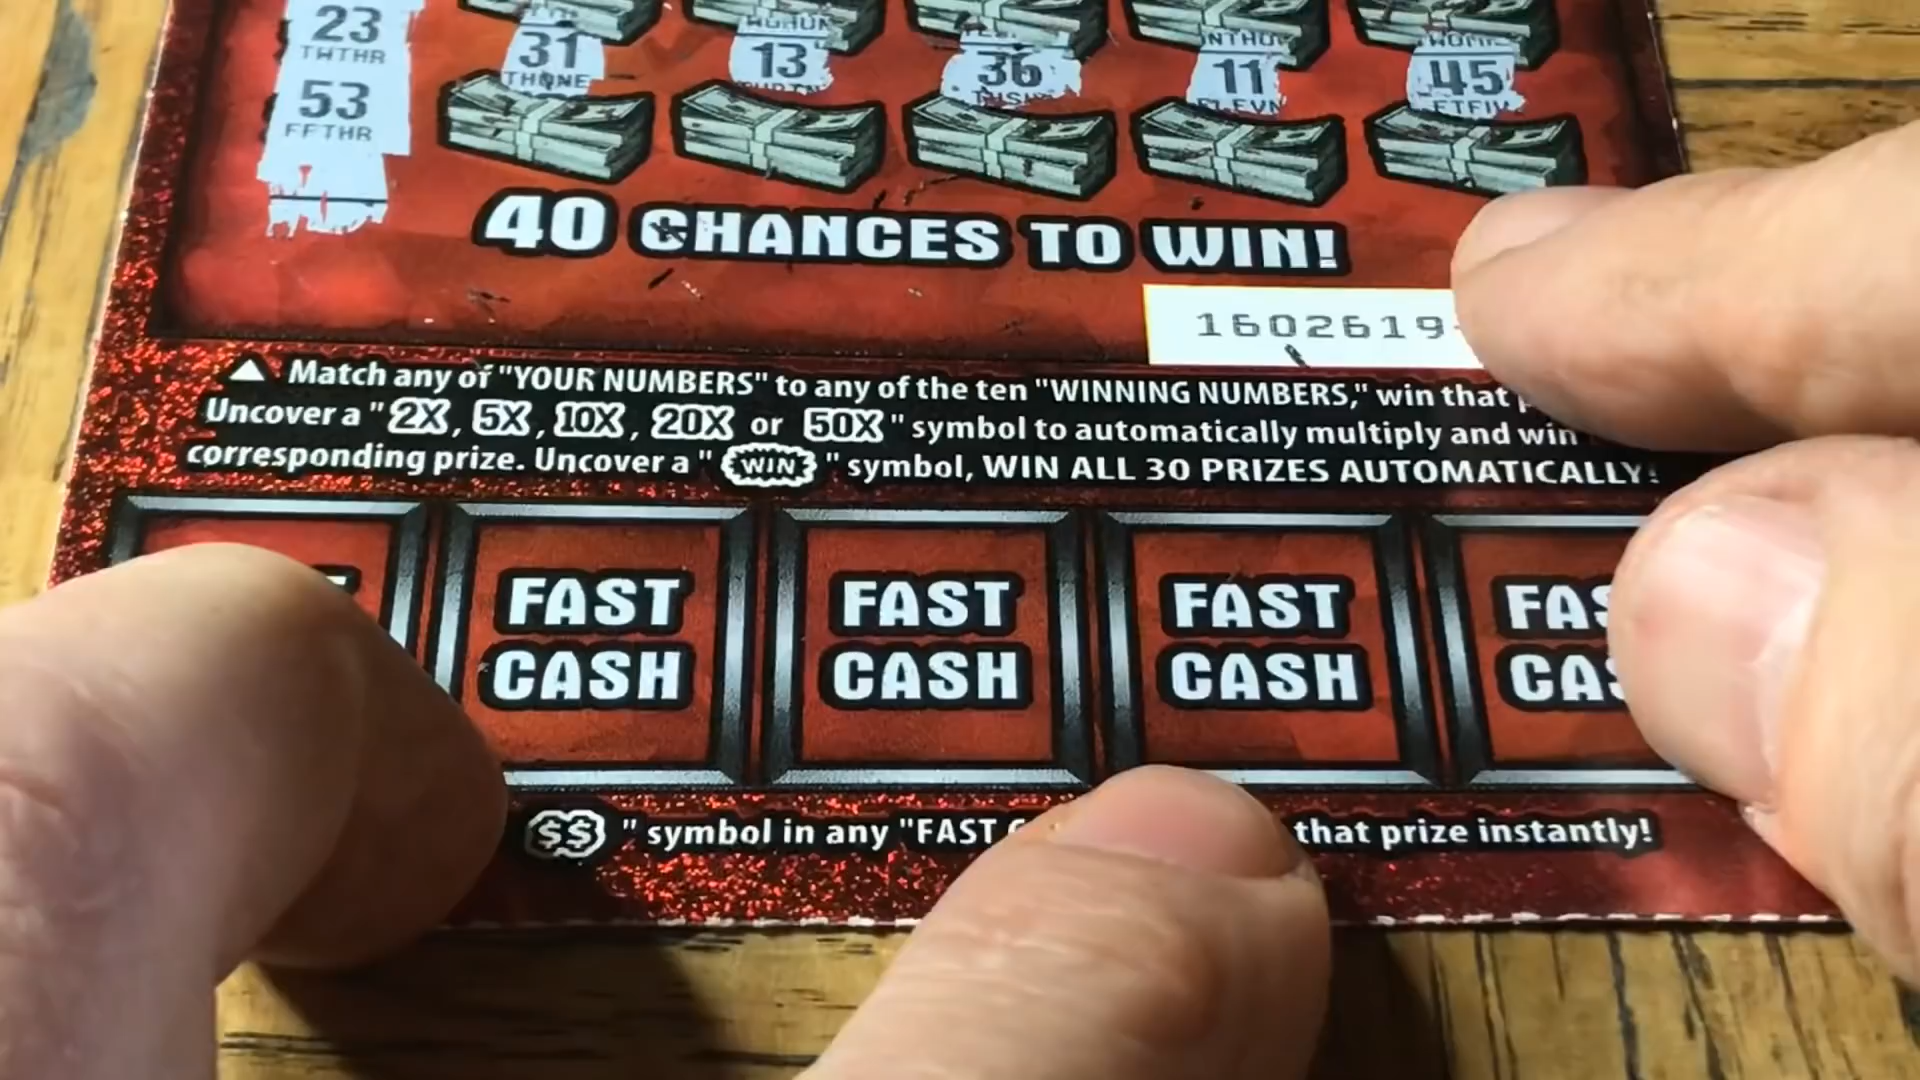 23
TWTHR
53
FFTHR
31
THONE
13
36
11
ELEVN
45
40 CHANCES TO WIN!
1602619
Match any of "YOUR NUMBERS" to any of the ten "WINNING NUMBERS," win that
Uncover a "2X, 5X, 10X, 20X or 50X" symbol to automatically multiply and win
corresponding prize. Uncover a "WIN" symbol, WIN ALL 30 PRIZES AUTOMATICALLY!
FAST CASH
FAST CASH
FAST CASH
$$" symbol in any "FAST that prize instantly!